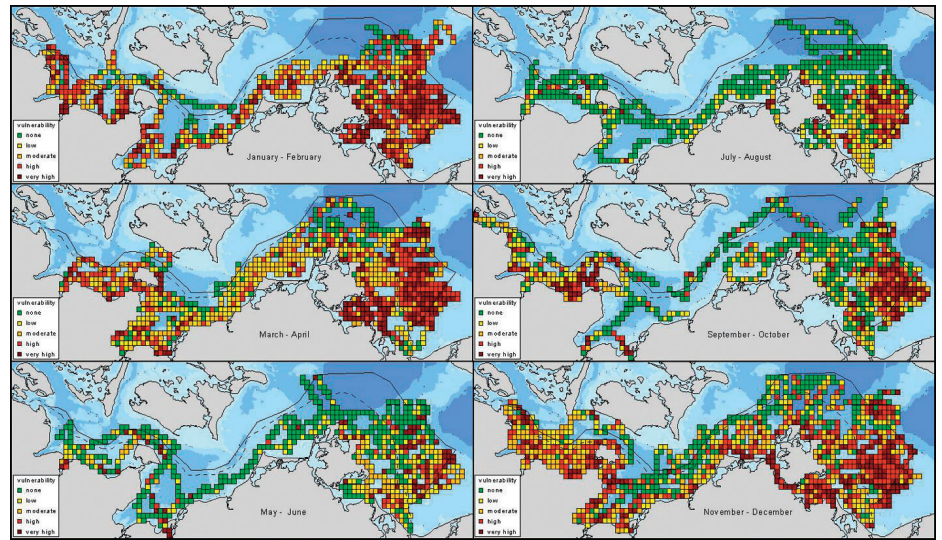 vulnerability
none
low
moderate
high
very high
January - February
vulnerability
none
low
moderate
high
very high
July - August
vulnerability
none
low
moderate
high
very high
March - April
vulnerability
none
low
moderate
high
very high
September - October
vulnerability
none
low
moderate
high
very high
May - June
vulnerability
none
low
moderate
high
very high
November - December